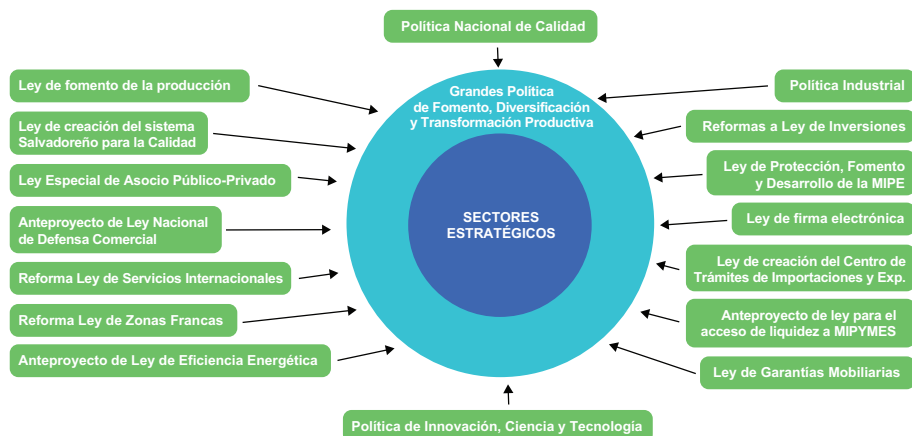 Política Nacional de Calidad
Ley de fomento de la producción
Ley de creación del sistema
Salvadoreño para la Calidad
Ley Especial de Asocio Público-Privado
Anteproyecto de Ley Nacional
de Defensa Comercial
Reforma Ley de Servicios Internacionales
Reforma Ley de Zonas Francas
Anteproyecto de Ley de Eficiencia Energética
Grandes Política
de Fomento, Diversificación
y Transformación Productiva
SECTORES
ESTRATÉGICOS
Política Industrial
Reformas a Ley de Inversiones
Ley de Protección, Fomento
y Desarrollo de la MIPE
Ley de firma electrónica
Ley de creación del Centro de
Trámites de Importaciones y Exp.
Anteproyecto de ley para el
acceso de liquidez a MIPYMES
Ley de Garantías Mobiliarias
Política de Innovación, Ciencia y Tecnología